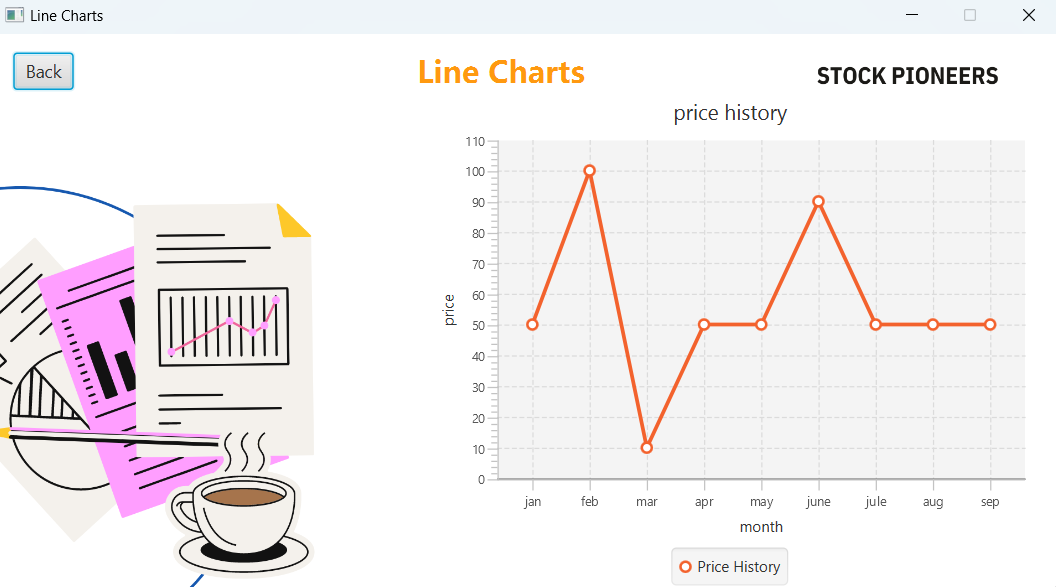 Line Charts
Back
Line Charts
STOCK PIONEERS
price history
110
100
90
80
70
60
50
40
30
20
10
0
price
jan feb mar apr may june jule aug sep
month
Price History